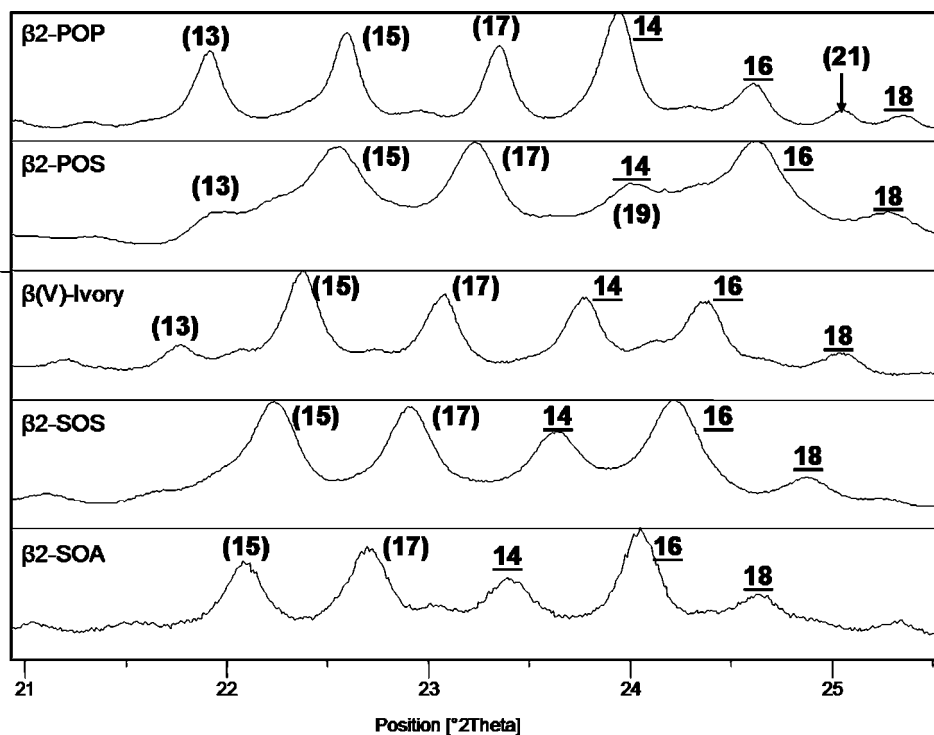 β2-POP (13) (15) (17) 14 16 (21) 18
β2-POS (13) (15) (17) 14 (19) 16 18
β(V)-Ivory (13) (15) (17) 14 16 18
β2-SOS (15) (17) 14 16 18
β2-SOA (15) (17) 14 16 18
21 22 23 24 25
Position [°2Theta]